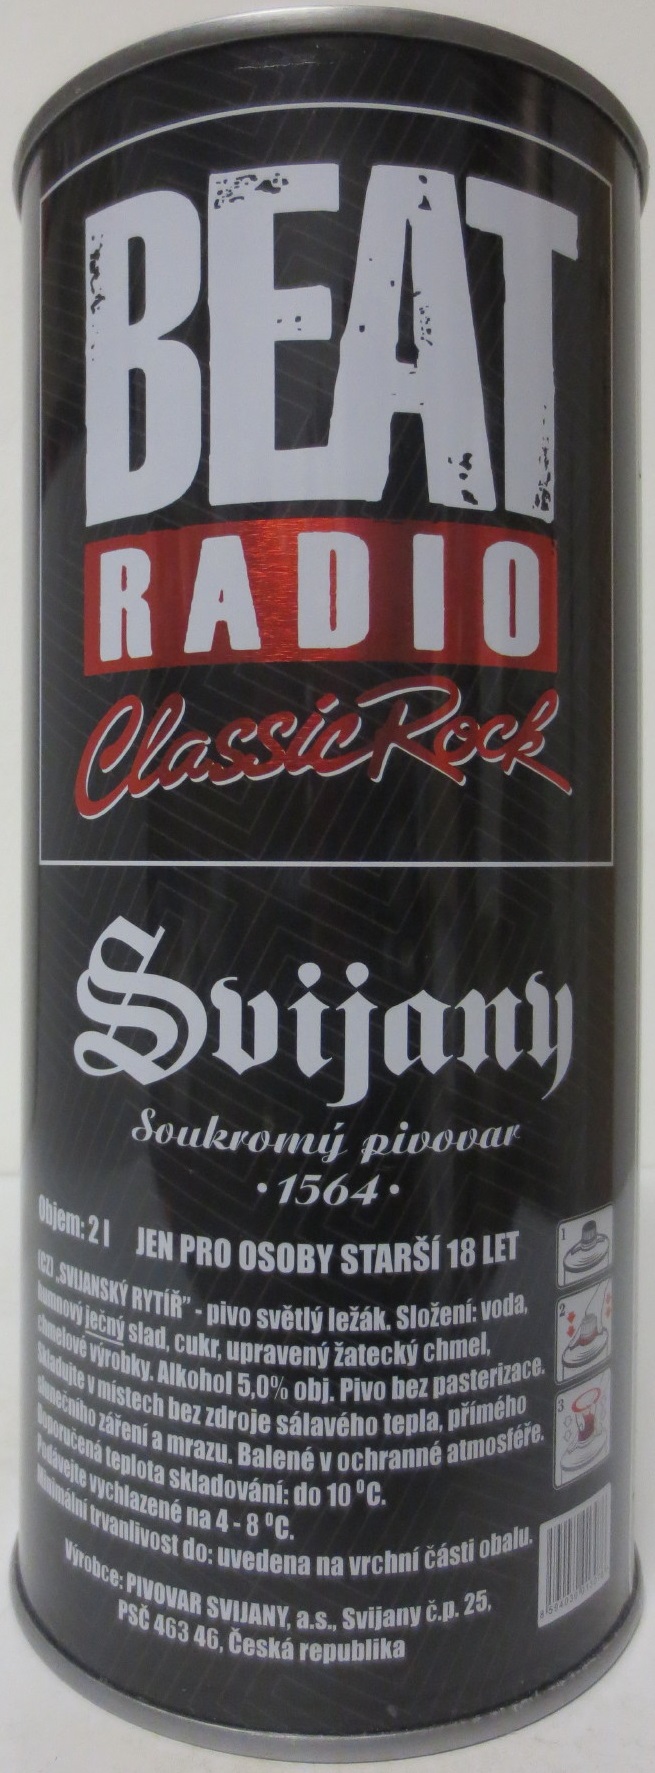 BEAT
RADIO
Classic Rock
Svijany
Soukromý pivovar
• 1564 •
Objem: 2 l JEN PRO OSOBY STARŠÍ 18 LET
(CZ) „SVIJANSKÝ RYTÍŘ” - pivo světlý ležák. Složení: voda,
humnový ječný slad, cukr, upravený žatecký chmel,
chmelové výrobky. Alkohol 5,0% obj. Pivo bez pasterizace.
Skladujte v místech bez zdroje sálavého tepla, přímého
slunečního záření a mrazu. Balené v ochranné atmosféře.
Doporučená teplota skladování: do 10 °C.
Podávejte vychlazené na 4 - 8 °C.
Minimální trvanlivost do: uvedena na vrchní části obalu.
Výrobce: PIVOVAR SVIJANY, a.s., Svijany č.p. 25,
PSČ 463 46, Česká republika
1
2
3